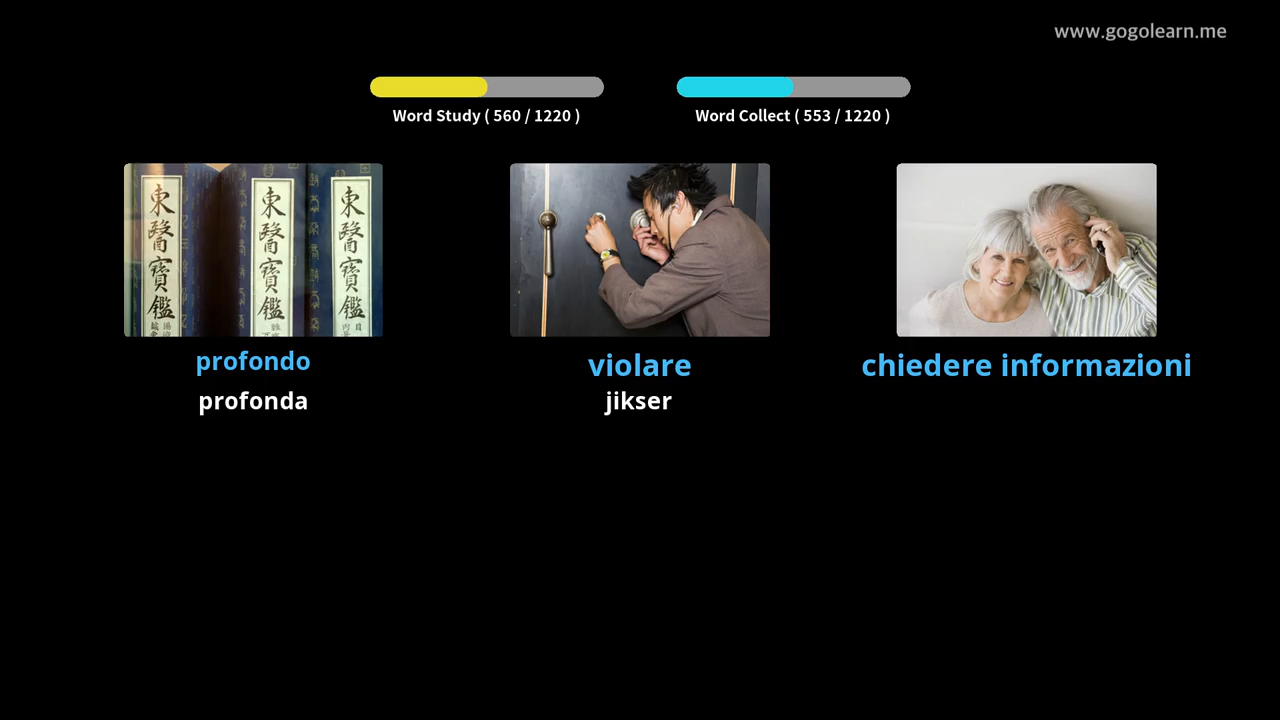 www.gogolearn.me
Word Study ( 560 / 1220 )
Word Collect ( 553 / 1220 )
東醫寶鑑
東醫寶鑑
東醫寶鑑
profondo
violare
chiedere informazioni
profonda
jikser